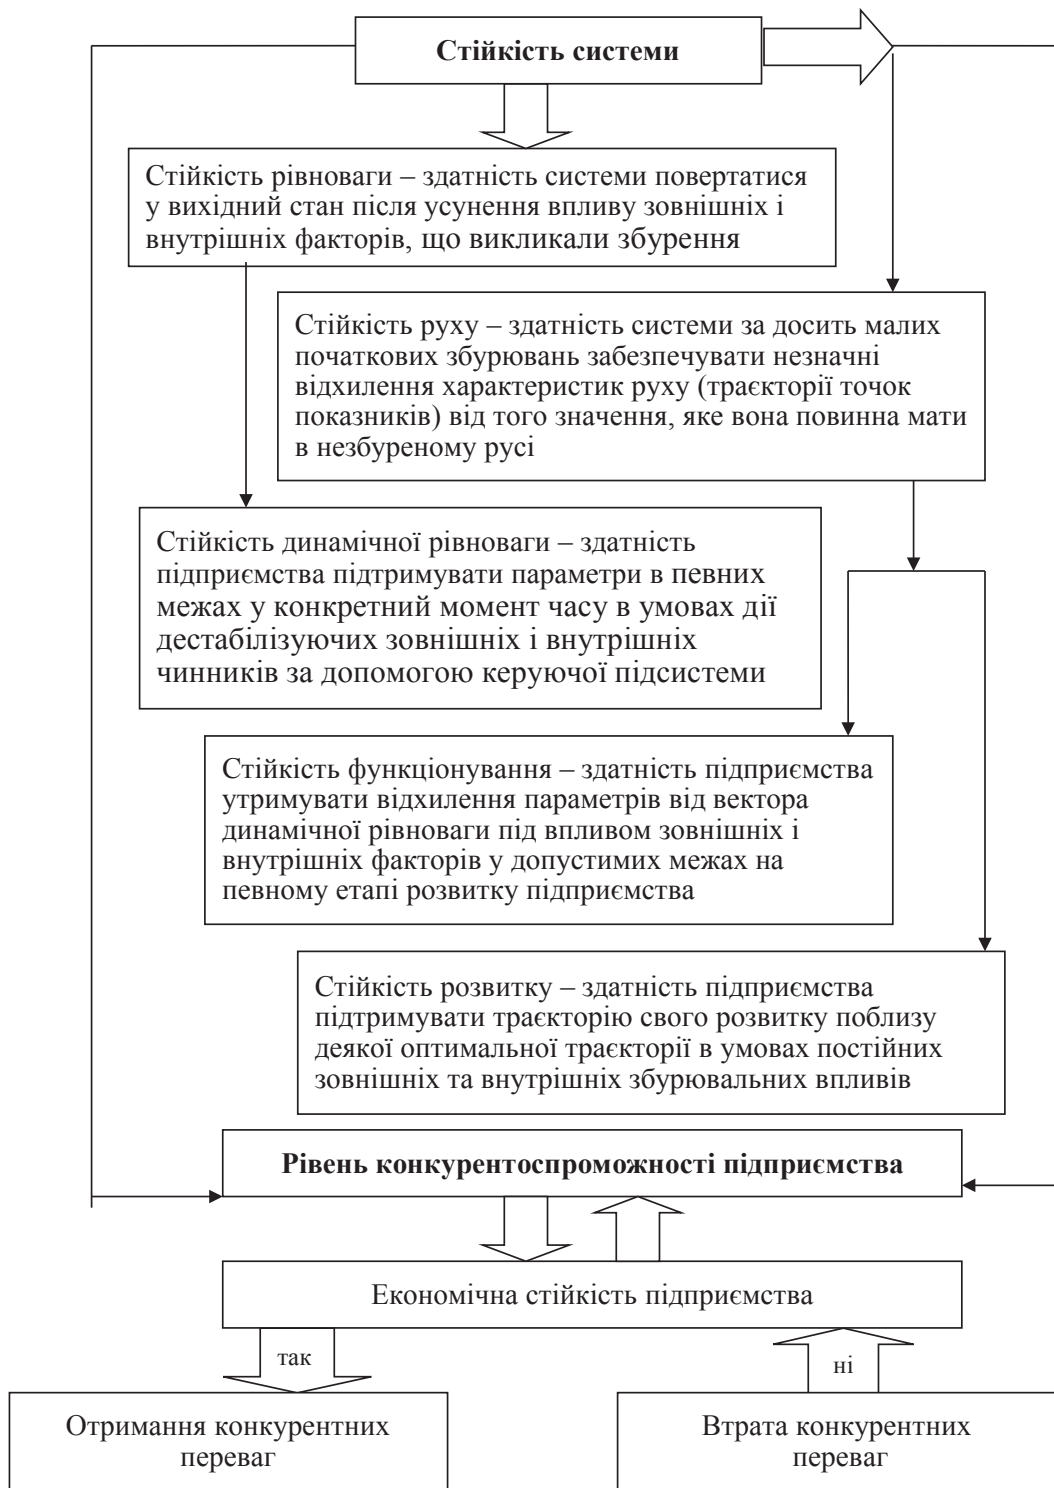 Стійкість системи
Стійкість рівноваги – здатність системи повертатися
у вихідний стан після усунення впливу зовнішніх і
внутрішніх факторів, що викликали збурення
Стійкість руху – здатність системи за досить малих
початкових збурювань забезпечувати незначні
відхилення характеристик руху (траєкторії точок
показників) від того значення, яке вона повинна мати
в незбуреному русі
Стійкість динамічної рівноваги – здатність
підприємства підтримувати параметри в певних
межах у конкретний момент часу в умовах дії
дестабілізуючих зовнішніх і внутрішніх
чинників за допомогою керуючої підсистеми
Стійкість функціонування – здатність підприємства
утримувати відхилення параметрів від вектора
динамічної рівноваги під впливом зовнішніх і
внутрішніх факторів у допустимих межах на
певному етапі розвитку підприємства
Стійкість розвитку – здатність підприємства
підтримувати траєкторію свого розвитку поблизу
деякої оптимальної траєкторії в умовах постійних
зовнішніх та внутрішніх збурювальних впливів
Рівень конкурентоспроможності підприємства
Економічна стійкість підприємства
так
ні
Отримання конкурентних
переваг
Втрата конкурентних
переваг